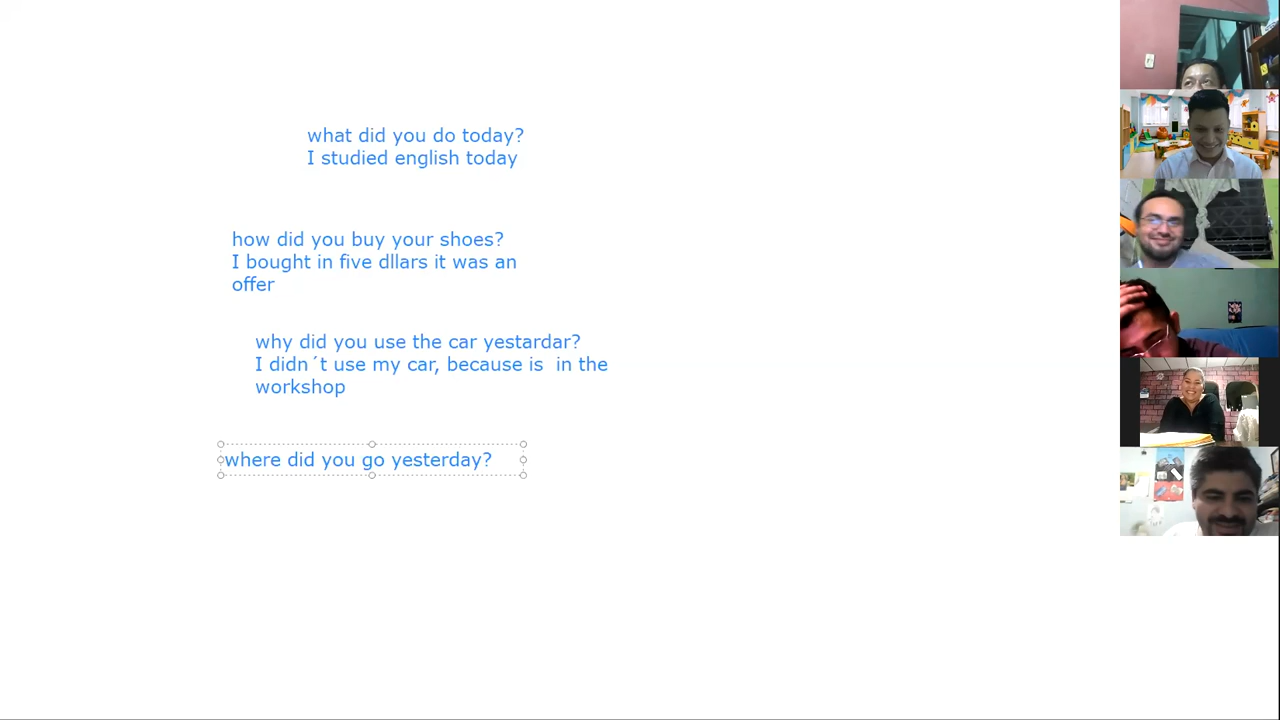 what did you do today?
I studied english today
how did you buy your shoes?
I bought in five dllars it was an
offer
why did you use the car yestardar?
I didn´t use my car, because is  in the
workshop
where did you go yesterday?